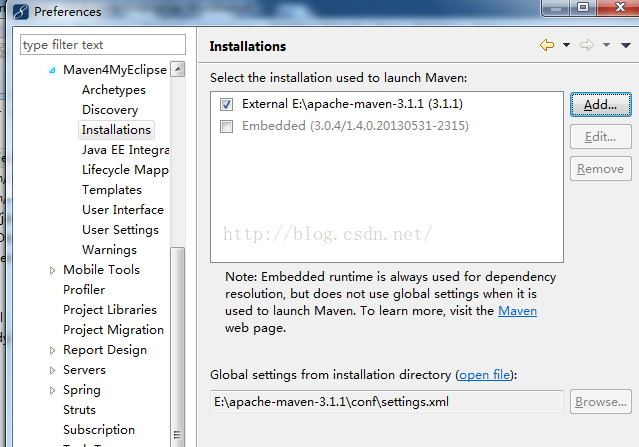 Preferences
type filter text
Maven4MyEclipse
Archetypes
Discovery
Installations
Java EE Integra
Lifecycle Mapp
Templates
User Interface
User Settings
Warnings
Mobile Tools
Profiler
Project Libraries
Project Migration
Report Design
Servers
Spring
Struts
Subscription
Installations
Select the installation used to launch Maven:
External E:\apache-maven-3.1.1 (3.1.1)
Embedded (3.0.4/1.4.0.20130531-2315)
Add...
Edit...
Remove
http://blog.csdn.net/
Note: Embedded runtime is always used for dependency
resolution, but does not use global settings when it is
used to launch Maven. To learn more, visit the Maven
web page.
Global settings from installation directory (open file):
E:\apache-maven-3.1.1\conf\settings.xml
Browse...